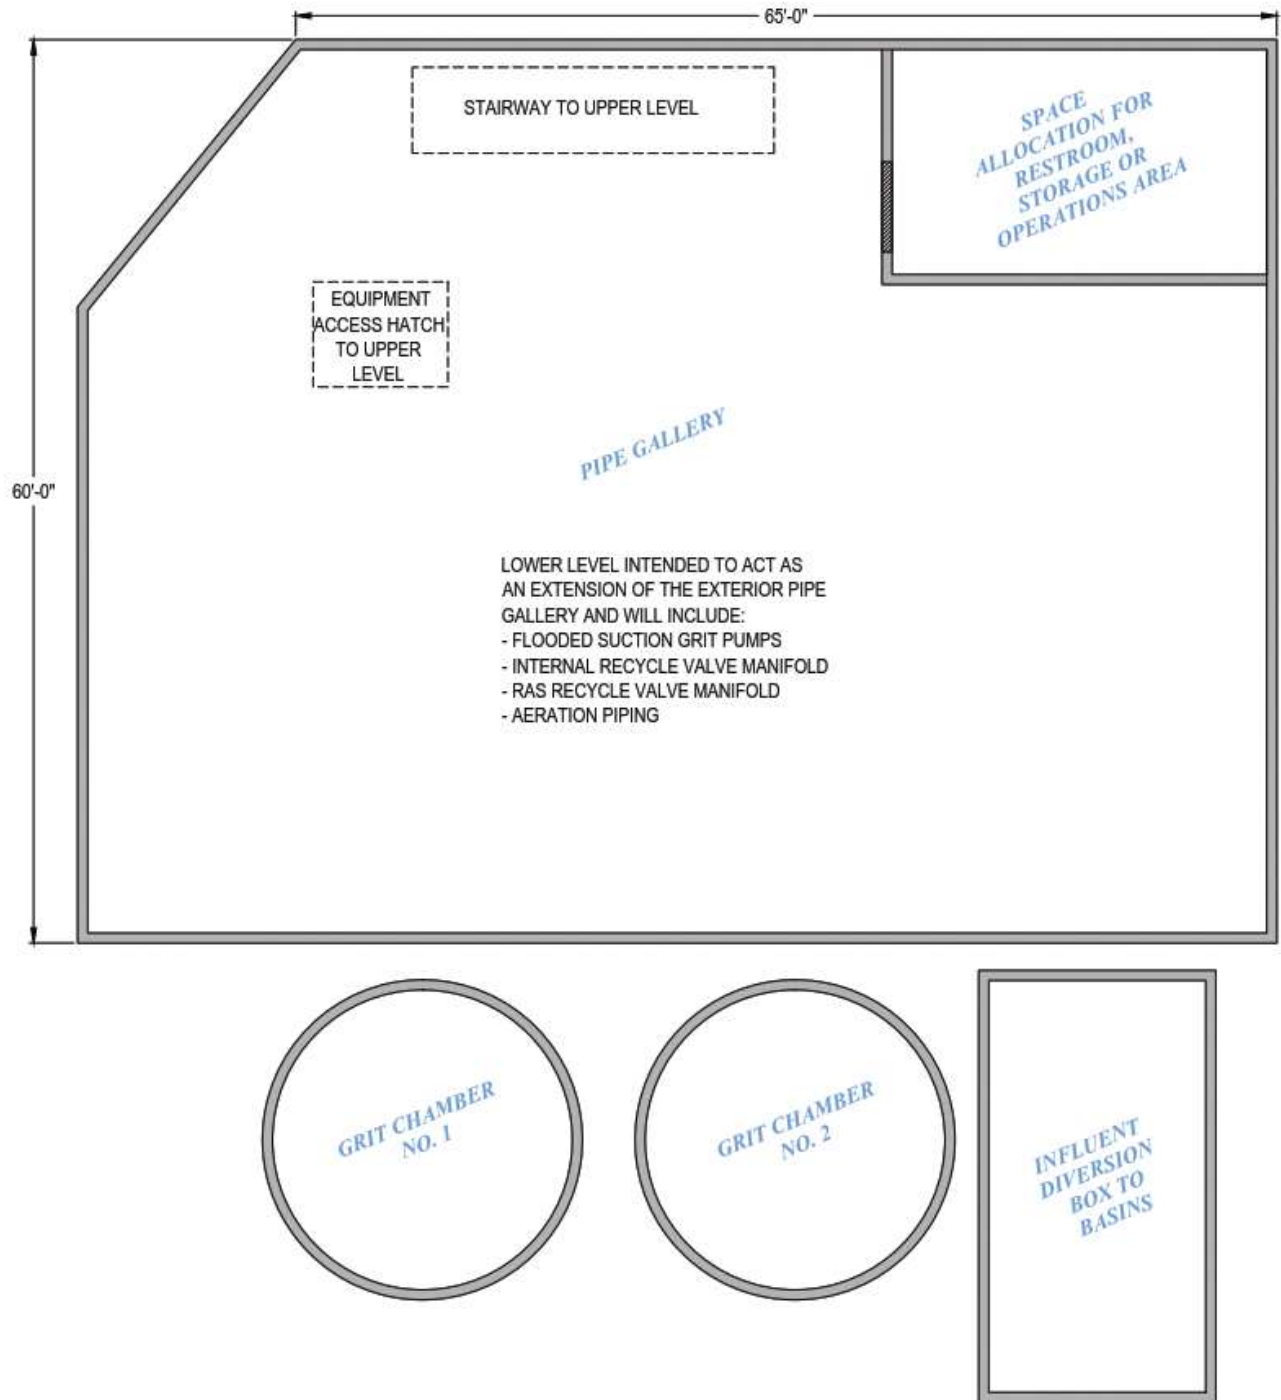 65'-0"
STAIRWAY TO UPPER LEVEL
SPACE
ALLOCATION FOR
RESTROOM,
STORAGE OR
OPERATIONS AREA
EQUIPMENT
ACCESS HATCH
TO UPPER
LEVEL
PIPE GALLERY
60'-0"
LOWER LEVEL INTENDED TO ACT AS
AN EXTENSION OF THE EXTERIOR PIPE
GALLERY AND WILL INCLUDE:
- FLOODED SUCTION GRIT PUMPS
- INTERNAL RECYCLE VALVE MANIFOLD
- RAS RECYCLE VALVE MANIFOLD
- AERATION PIPING
GRIT CHAMBER
NO. 1
GRIT CHAMBER
NO. 2
INFLUENT
DIVERSION
BOX TO
BASINS